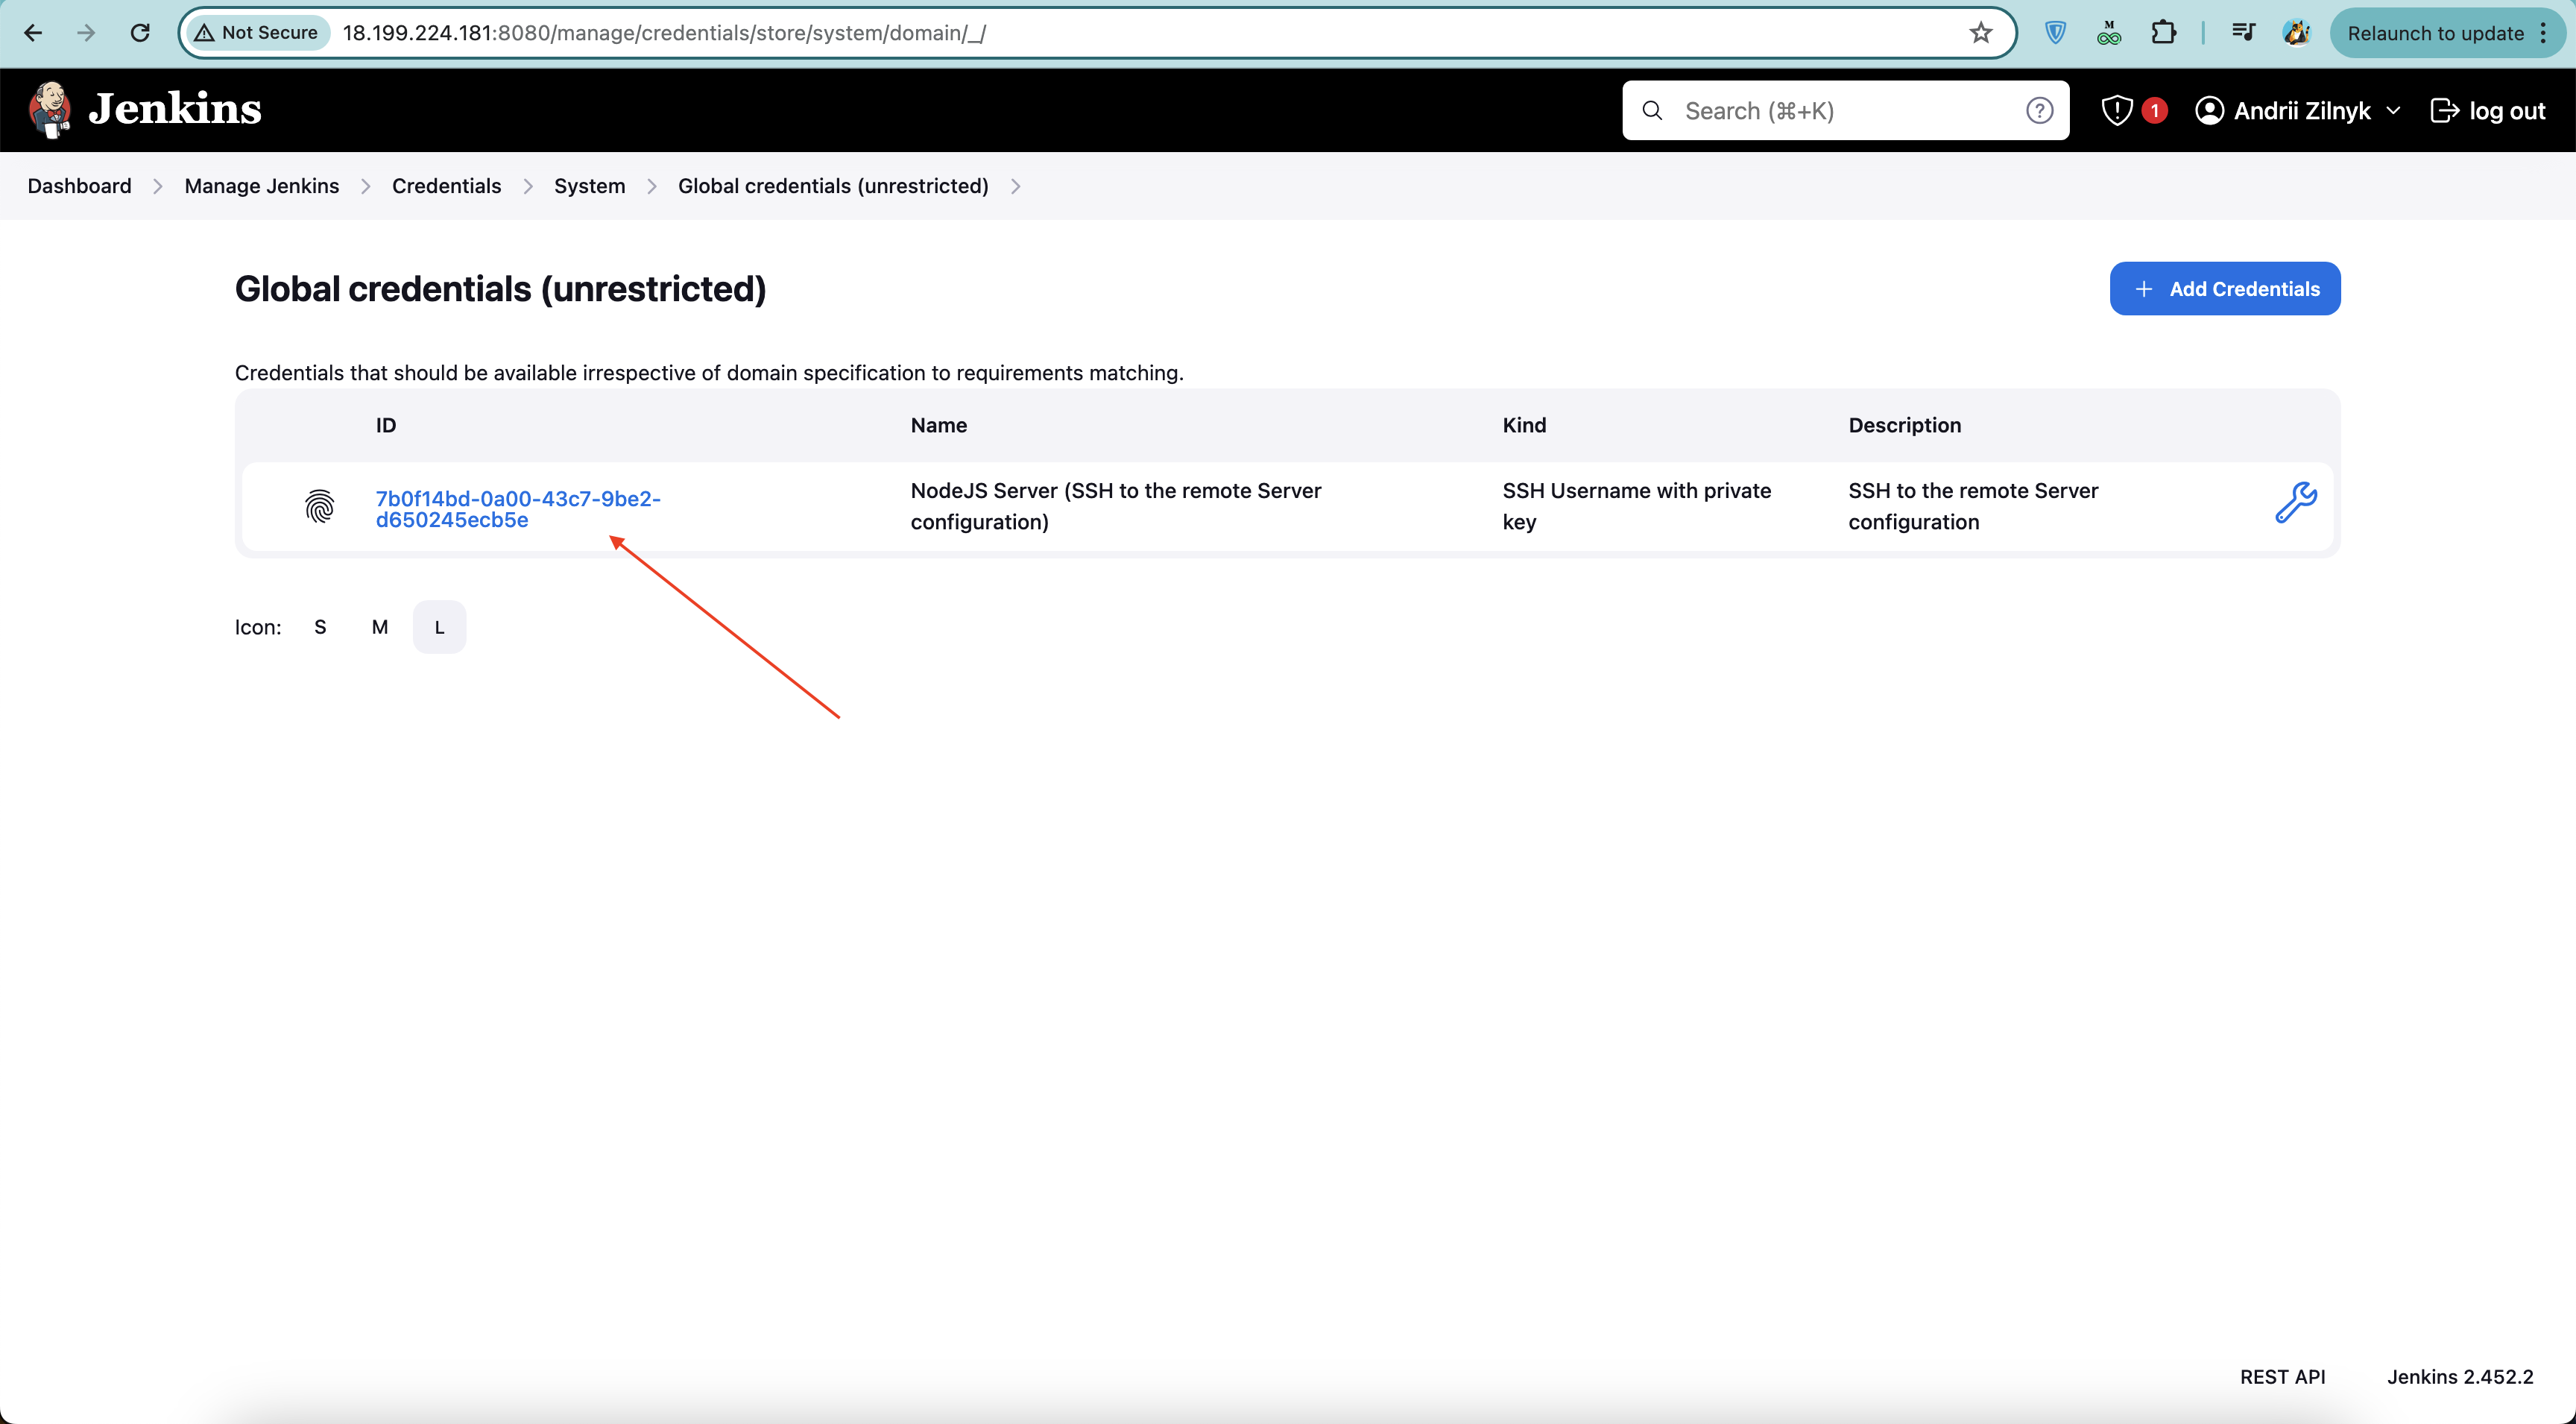 Not Secure 18.199.224.181:8080/manage/credentials/store/system/domain/_/
M
Relaunch to update
Jenkins
Search (⌘+K)
1
Andrii Zilnyk
log out
Dashboard
Manage Jenkins
Credentials
System
Global credentials (unrestricted)
Global credentials (unrestricted)
+ Add Credentials
Credentials that should be available irrespective of domain specification to requirements matching.
ID Name Kind Description
7b0f14bd-0a00-43c7-9be2-
d650245ecb5e
NodeJS Server (SSH to the remote Server
configuration)
SSH Username with private
key
SSH to the remote Server
configuration
Icon: S M L
REST API Jenkins 2.452.2